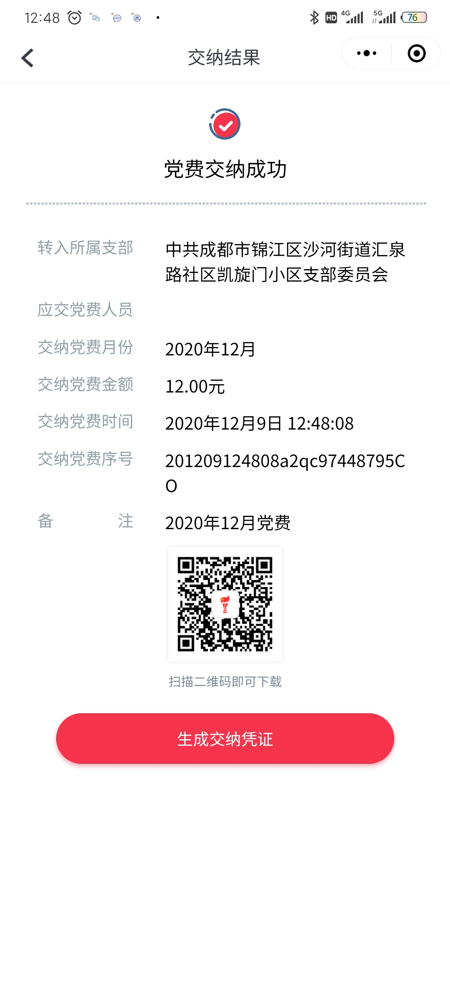 12:48
HD 4G 5G 76
交纳结果
党费交纳成功
转入所属支部 中共成都市锦江区沙河街道汇泉
路社区凯旋门小区支部委员会
应交党费人员
交纳党费月份 2020年12月
交纳党费金额 12.00元
交纳党费时间 2020年12月9日 12:48:08
交纳党费序号 201209124808a2qc97448795C
O
备注 2020年12月党费
扫描二维码即可下载
生成交纳凭证